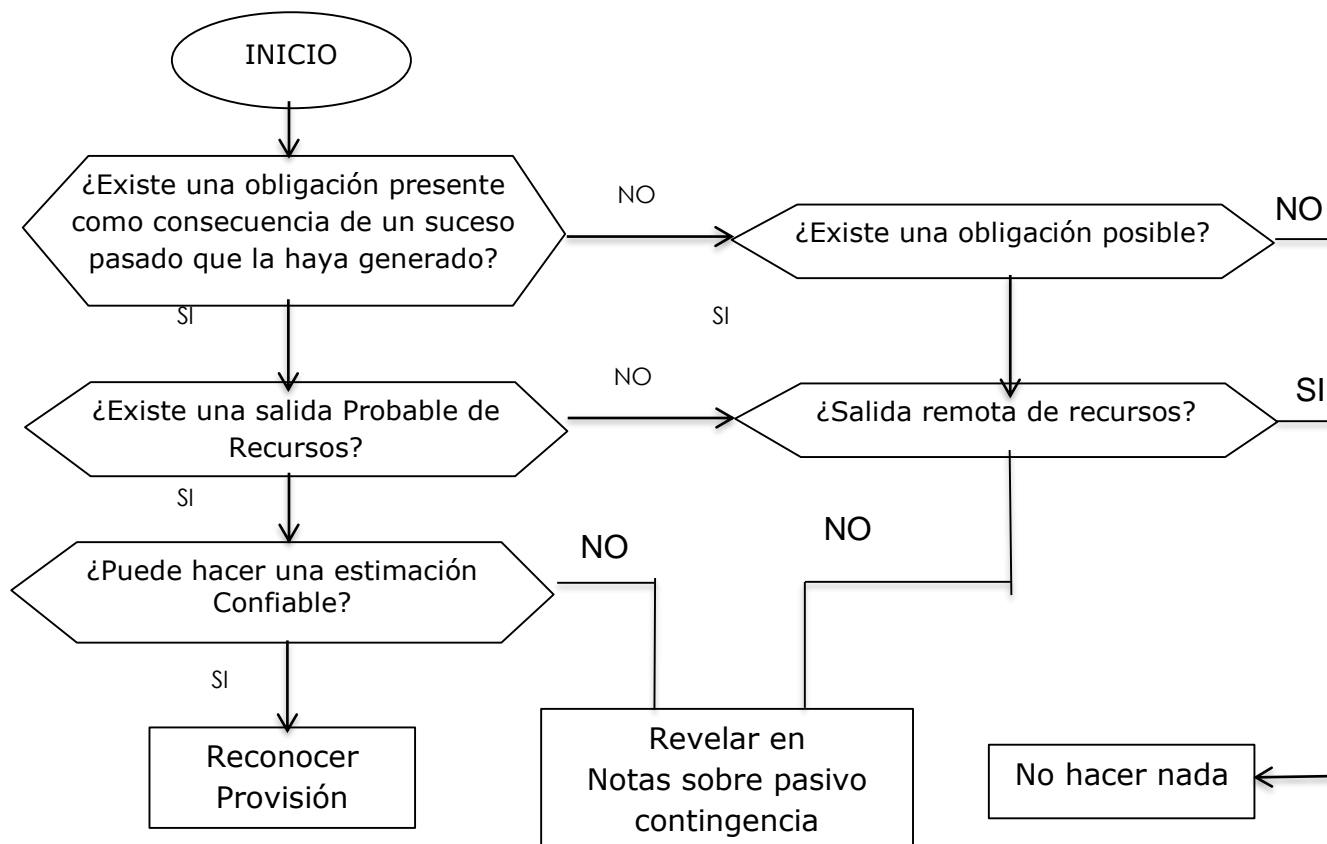 INICIO
¿Existe una obligación presente
como consecuencia de un suceso
pasado que la haya generado?
NO
¿Existe una obligación posible?
NO
SI
SI
¿Existe una salida Probable de
Recursos?
NO
¿Salida remota de recursos?
SI
SI
¿Puede hacer una estimación
Confiable?
NO
NO
SI
Reconocer
Provisión
Revelar en
Notas sobre pasivo
contingencia
No hacer nada